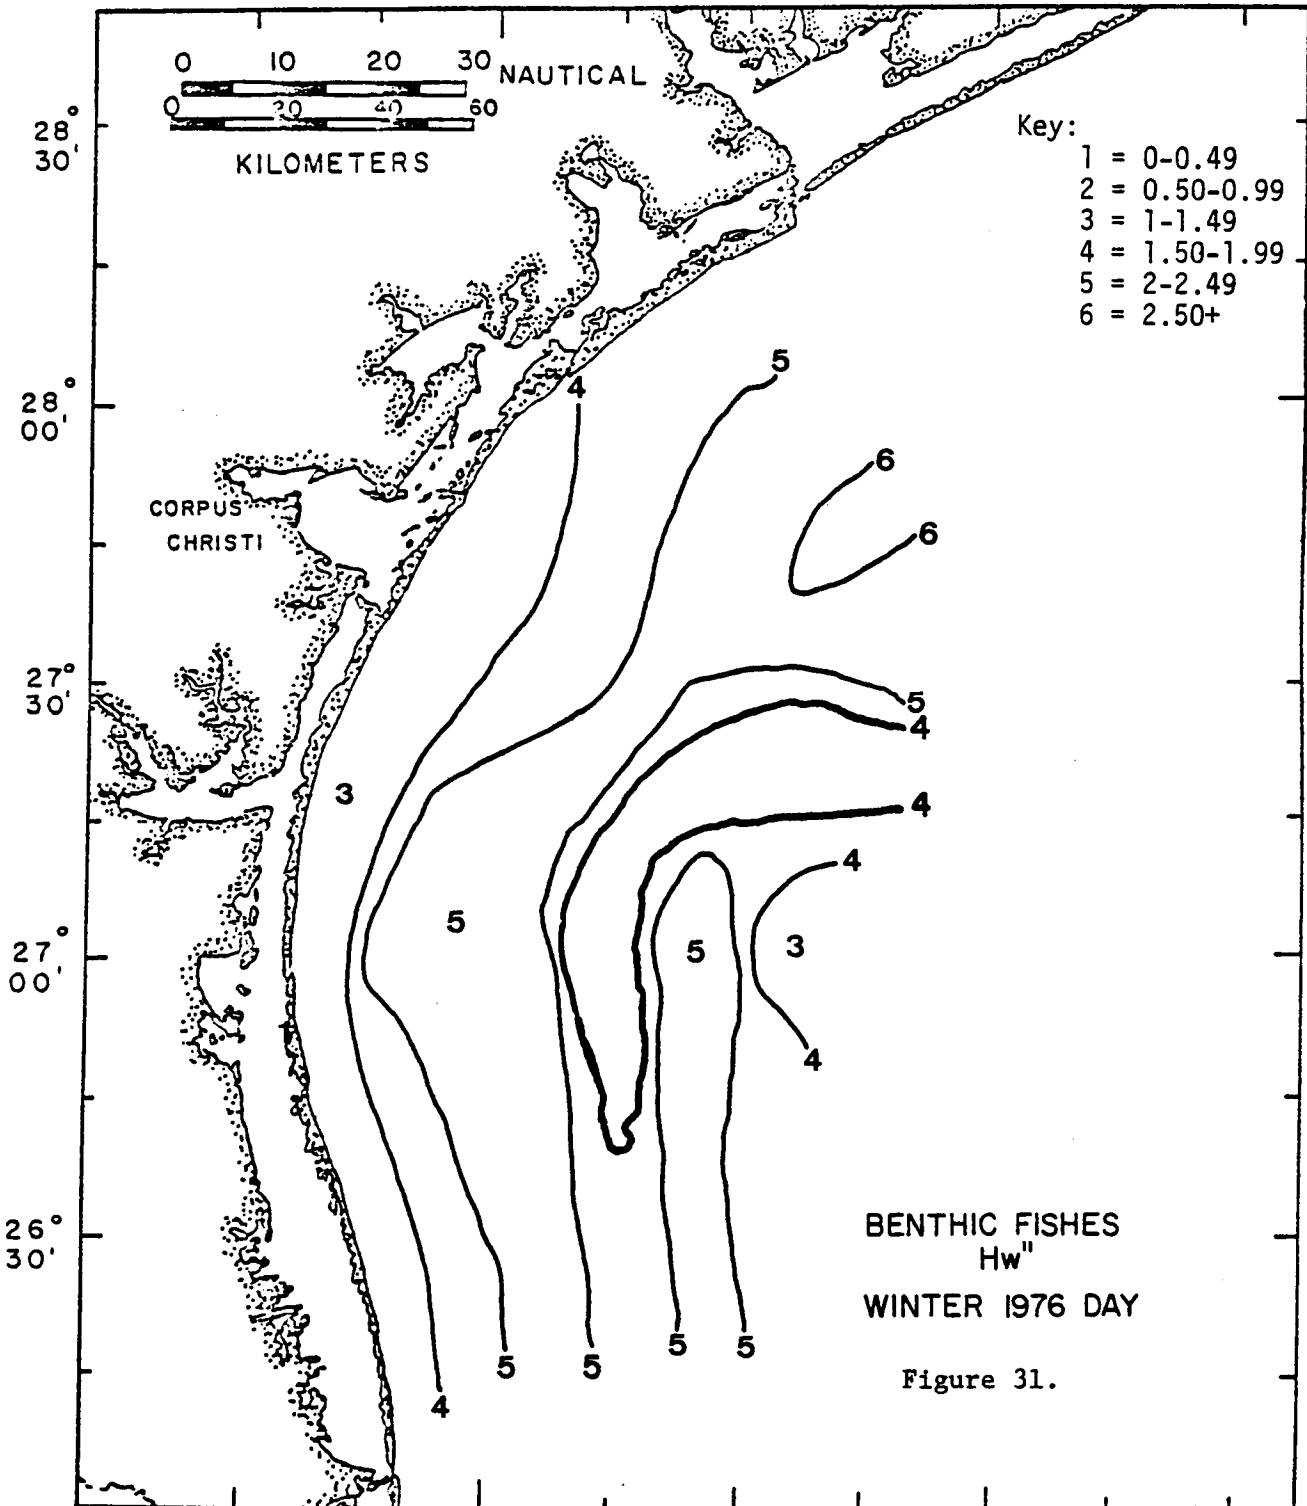 0 10 20 30 NAUTICAL
0 20 40 60
KILOMETERS
Key:
1 = 0-0.49
2 = 0.50-0.99
3 = 1-1.49
4 = 1.50-1.99
5 = 2-2.49
6 = 2.50+
28°
30'
28°
00'
27°
30'
27°
00'
26°
30'
CORPUS
CHRISTI
5
4
6
6
5
4
3
4
4
5
5
3
4
5
5
5
5
4
BENTHIC FISHES
Hw"
WINTER 1976 DAY
Figure 31.